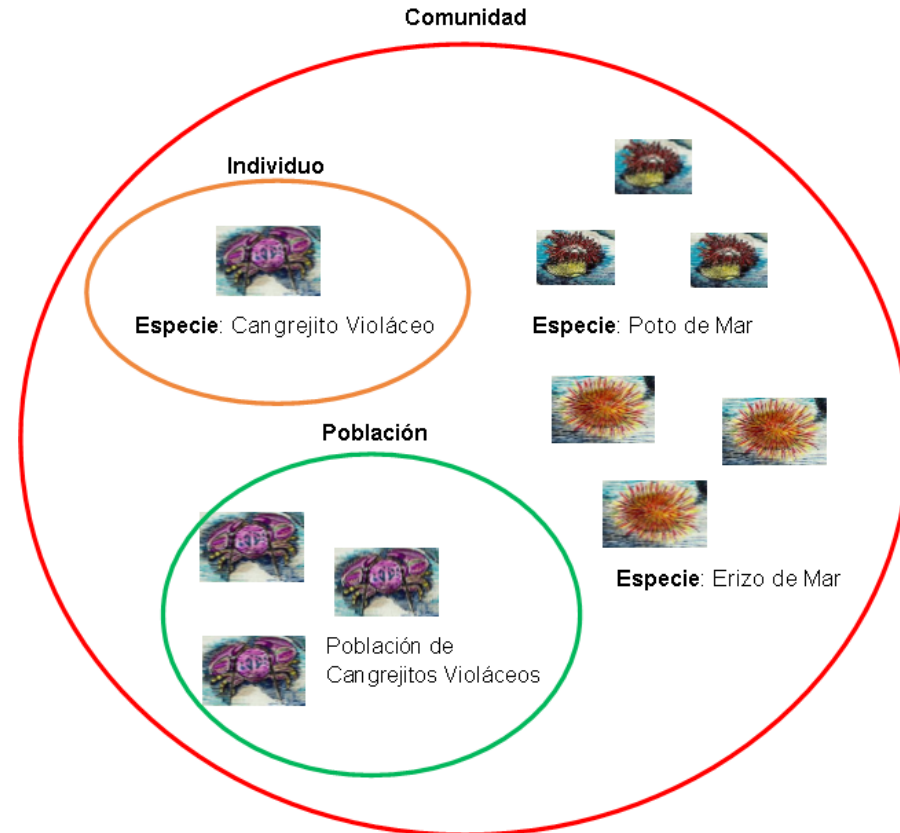 Comunidad
Individuo
Especie: Cangrejito Violáceo
Especie: Poto de Mar
Población
Especie: Erizo de Mar
Población de
Cangrejitos Violáceos